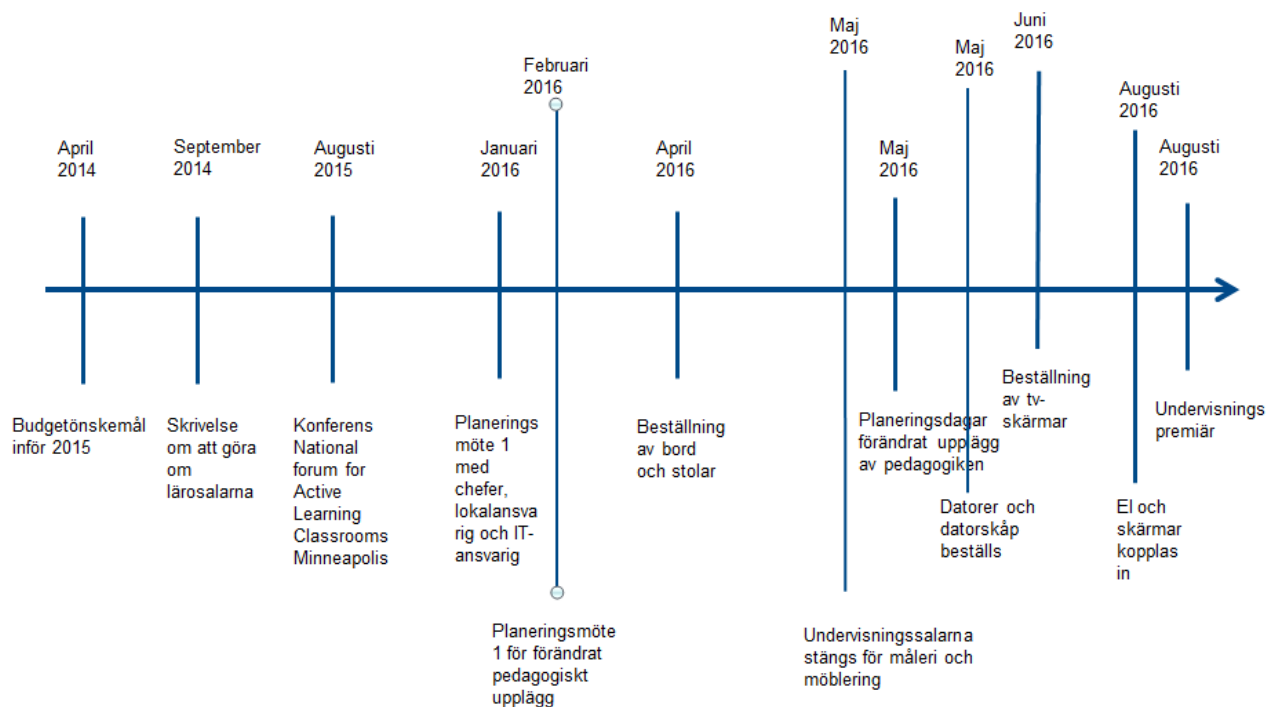 April
2014
Budgetönskemål
inför 2015
September
2014
Skrivelse
om att göra
om
lärosalarna
Augusti
2015
Konferens
National
forum for
Active
Learning
Classrooms
Minneapolis
Januari
2016
Planerings
möte 1
med
chefer,
lokalansva
rig och IT-
ansvarig
Februari
2016
Planeringsmöte
1 för förändrat
pedagogiskt
upplägg
April
2016
Beställning
av bord
och stolar
Maj
2016
Undervisningssalarna
stängs för måleri och
möblering
Maj
2016
Planeringsdagar
förändrat upplägg
av pedagogiken
Maj
2016
Datorer och
datorskåp
beställs
Juni
2016
Beställning
av tv-
skärmar
Augusti
2016
El och
skärmar
kopplas
in
Augusti
2016
Undervisnings
premiär